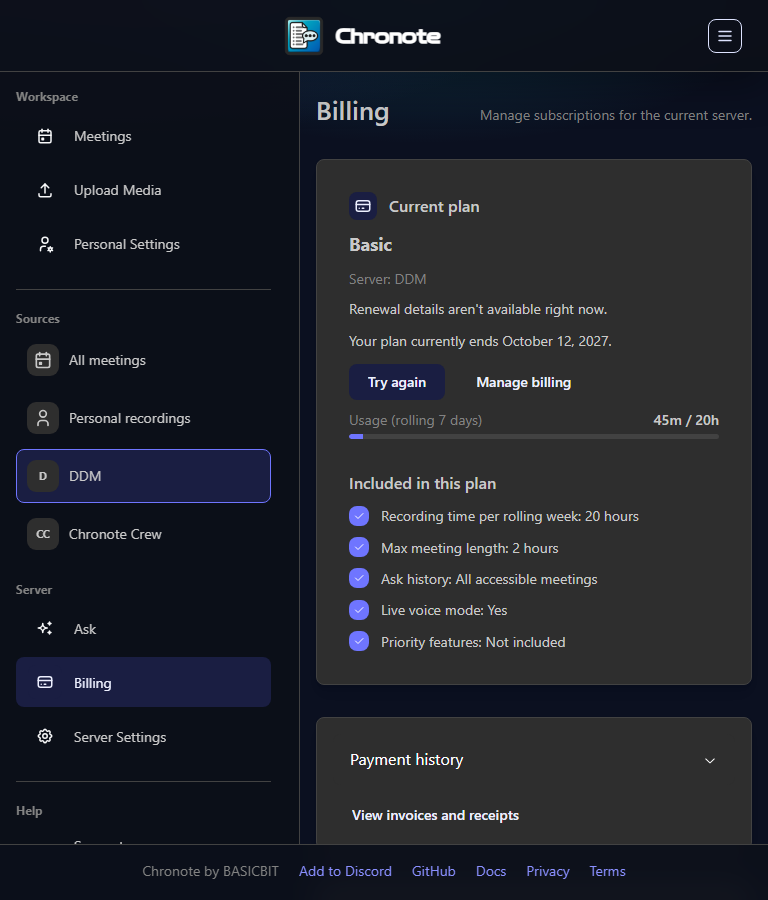 Chronote
Workspace
Meetings
Upload Media
Personal Settings
Sources
All meetings
Personal recordings
D DDM
CC Chronote Crew
Server
Ask
Billing
Server Settings
Help
Billing
Manage subscriptions for the current server.
Current plan
Basic
Server: DDM
Renewal details aren't available right now.
Your plan currently ends October 12, 2027.
Try again Manage billing
Usage (rolling 7 days) 45m / 20h
Included in this plan
Recording time per rolling week: 20 hours
Max meeting length: 2 hours
Ask history: All accessible meetings
Live voice mode: Yes
Priority features: Not included
Payment history
View invoices and receipts
Chronote by BASICBIT Add to Discord GitHub Docs Privacy Terms